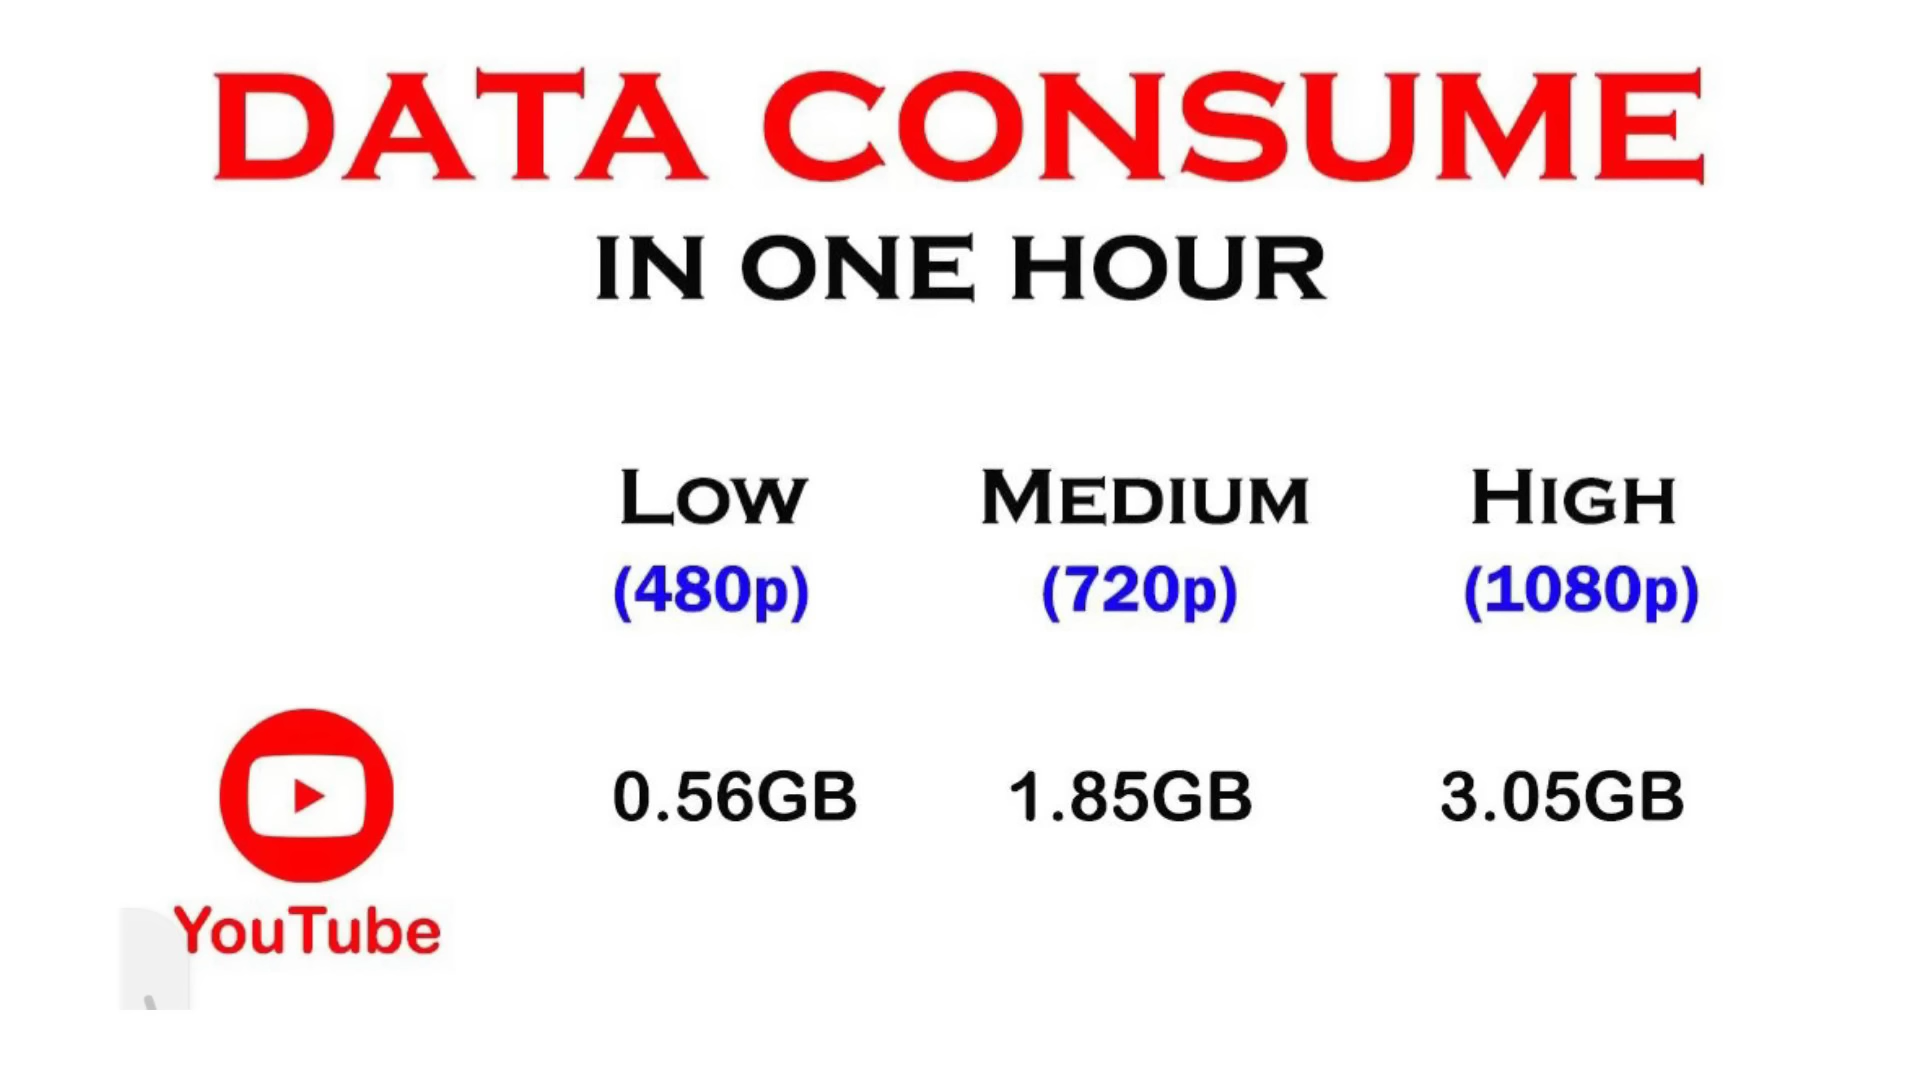 DATA CONSUME
IN ONE HOUR
LOW MEDIUM HIGH
(480p) (720p) (1080p)
0.56GB 1.85GB 3.05GB
YouTube